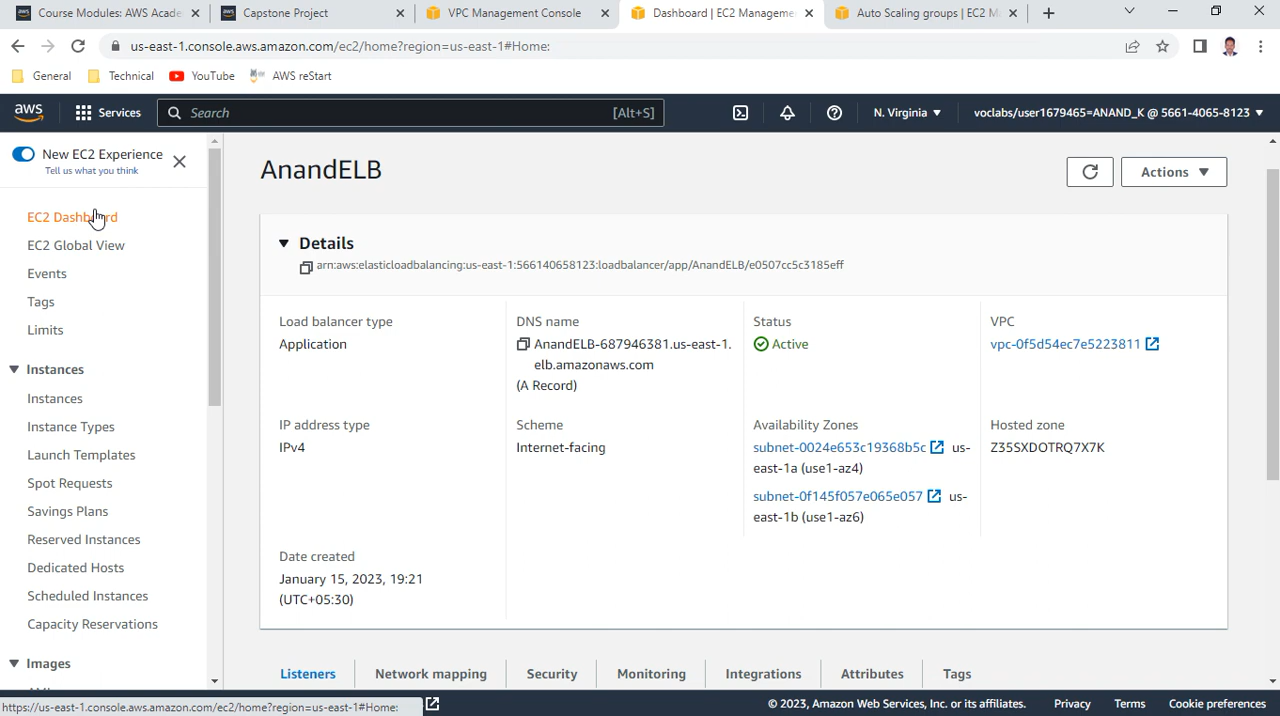 Course Modules: AWS Acade
Capstone Project
VPC Management Console
Dashboard | EC2 Manageme
Auto Scaling groups | EC2 M
us-east-1.console.aws.amazon.com/ec2/home?region=us-east-1#Home:
General
Technical
YouTube
AWS reStart
aws
Services
Search
[Alt+S]
N. Virginia
voclabs/user1679465=ANAND_K @ 5661-4065-8123
New EC2 Experience
Tell us what you think
EC2 Dashboard
EC2 Global View
Events
Tags
Limits
Instances
Instances
Instance Types
Launch Templates
Spot Requests
Savings Plans
Reserved Instances
Dedicated Hosts
Scheduled Instances
Capacity Reservations
Images
AnandELB
Actions
Details
arn:aws:elasticloadbalancing:us-east-1:566140658123:loadbalancer/app/AnandELB/e0507cc5c3185eff
Load balancer type
Application
DNS name
AnandELB-687946381.us-east-1.
elb.amazonaws.com
(A Record)
Status
Active
VPC
vpc-0f5d54ec7e5223811
IP address type
IPv4
Scheme
Internet-facing
Availability Zones
subnet-0024e653c19368b5c us-
east-1a (use1-az4)
subnet-0f145f057e065e057 us-
east-1b (use1-az6)
Hosted zone
Z35SXDOTRQ7X7K
Date created
January 15, 2023, 19:21
(UTC+05:30)
Listeners
Network mapping
Security
Monitoring
Integrations
Attributes
Tags
https://us-east-1.console.aws.amazon.com/ec2/home?region=us-east-1#Home:
© 2023, Amazon Web Services, Inc. or its affiliates.
Privacy
Terms
Cookie preferences